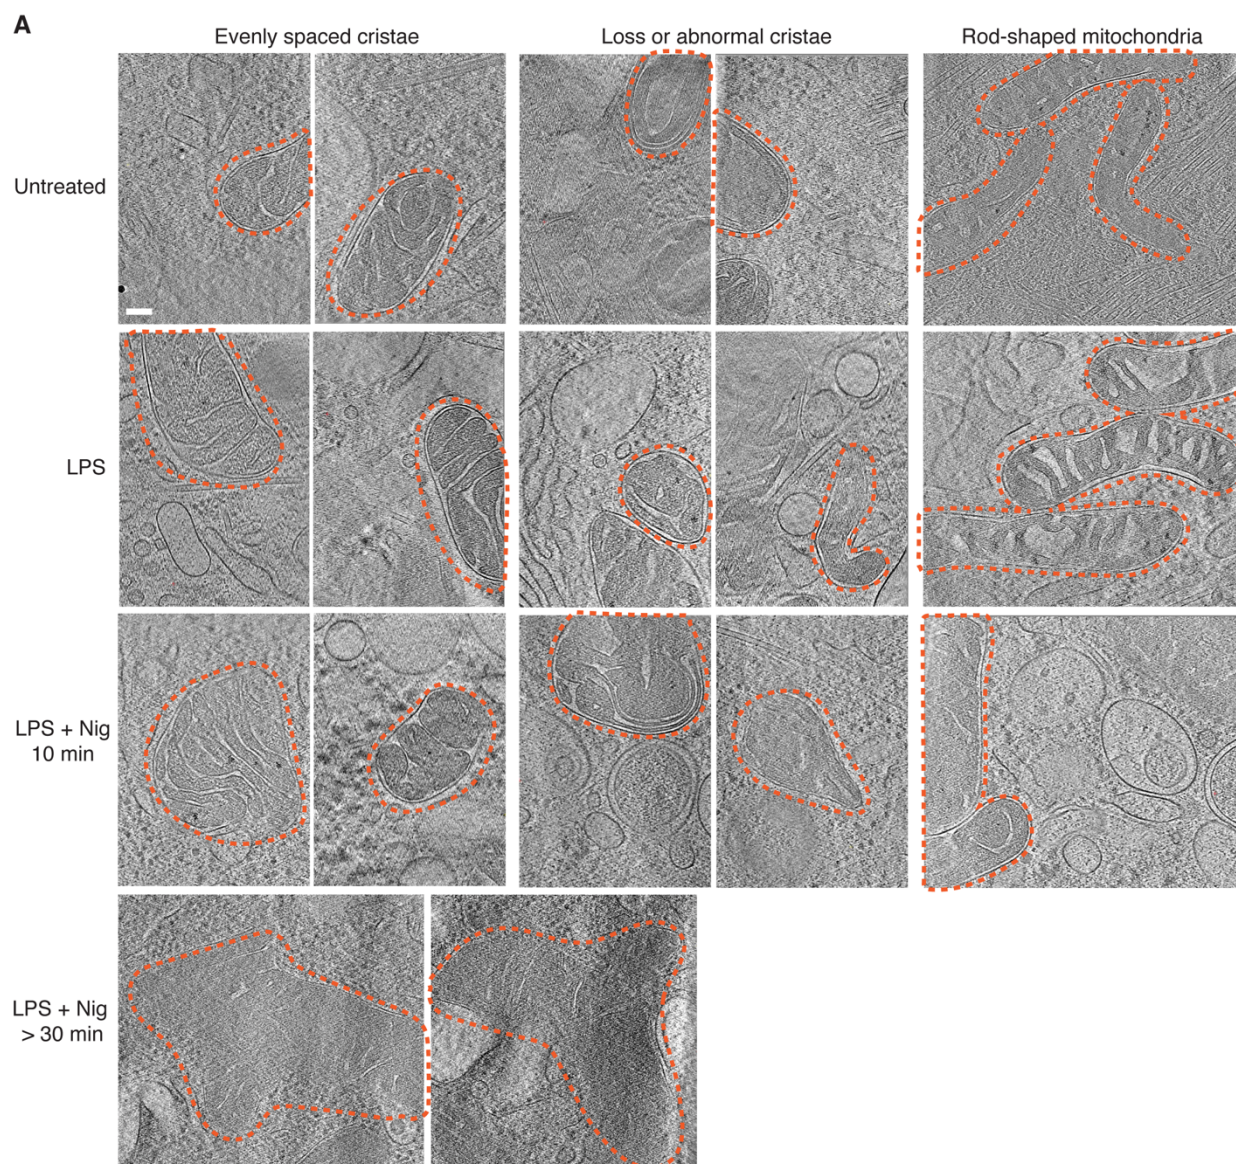 A
Evenly spaced cristae
Loss or abnormal cristae
Rod-shaped mitochondria
Untreated
LPS
LPS + Nig
10 min
LPS + Nig
> 30 min